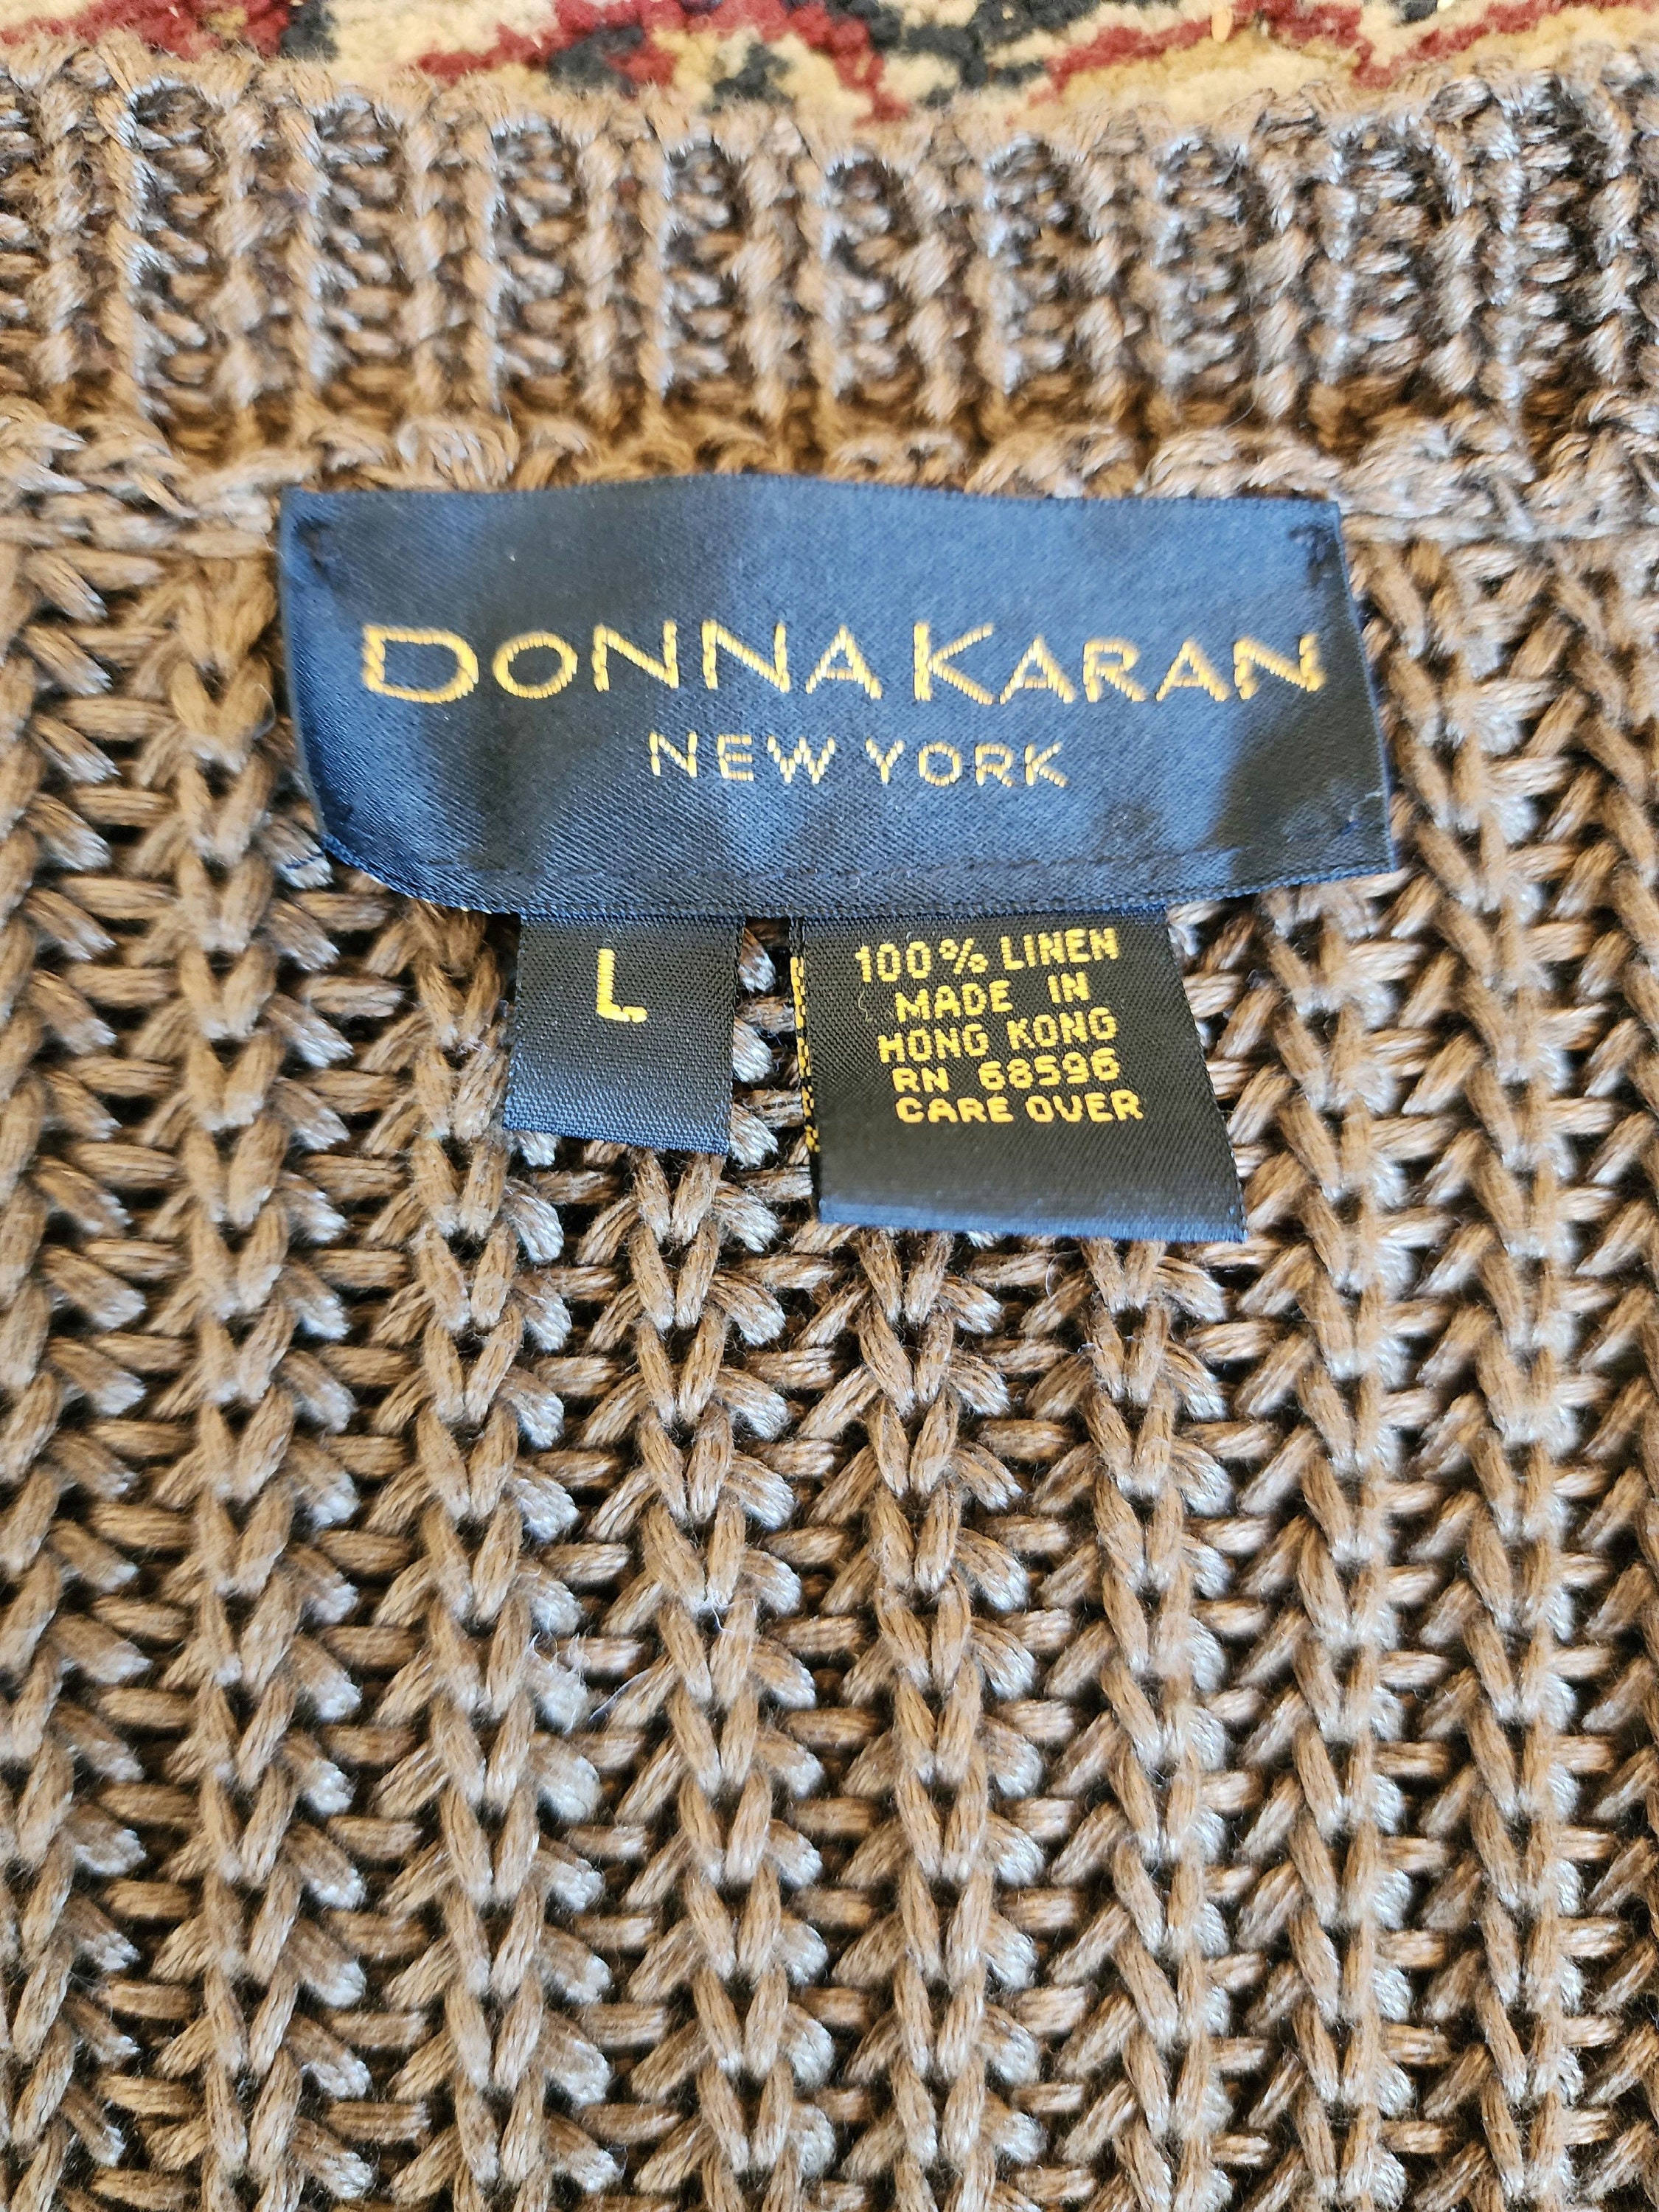 DONNA KARAN
NEW YORK
L
100% LINEN
MADE IN
HONG KONG
RN 68596
CARE OVER